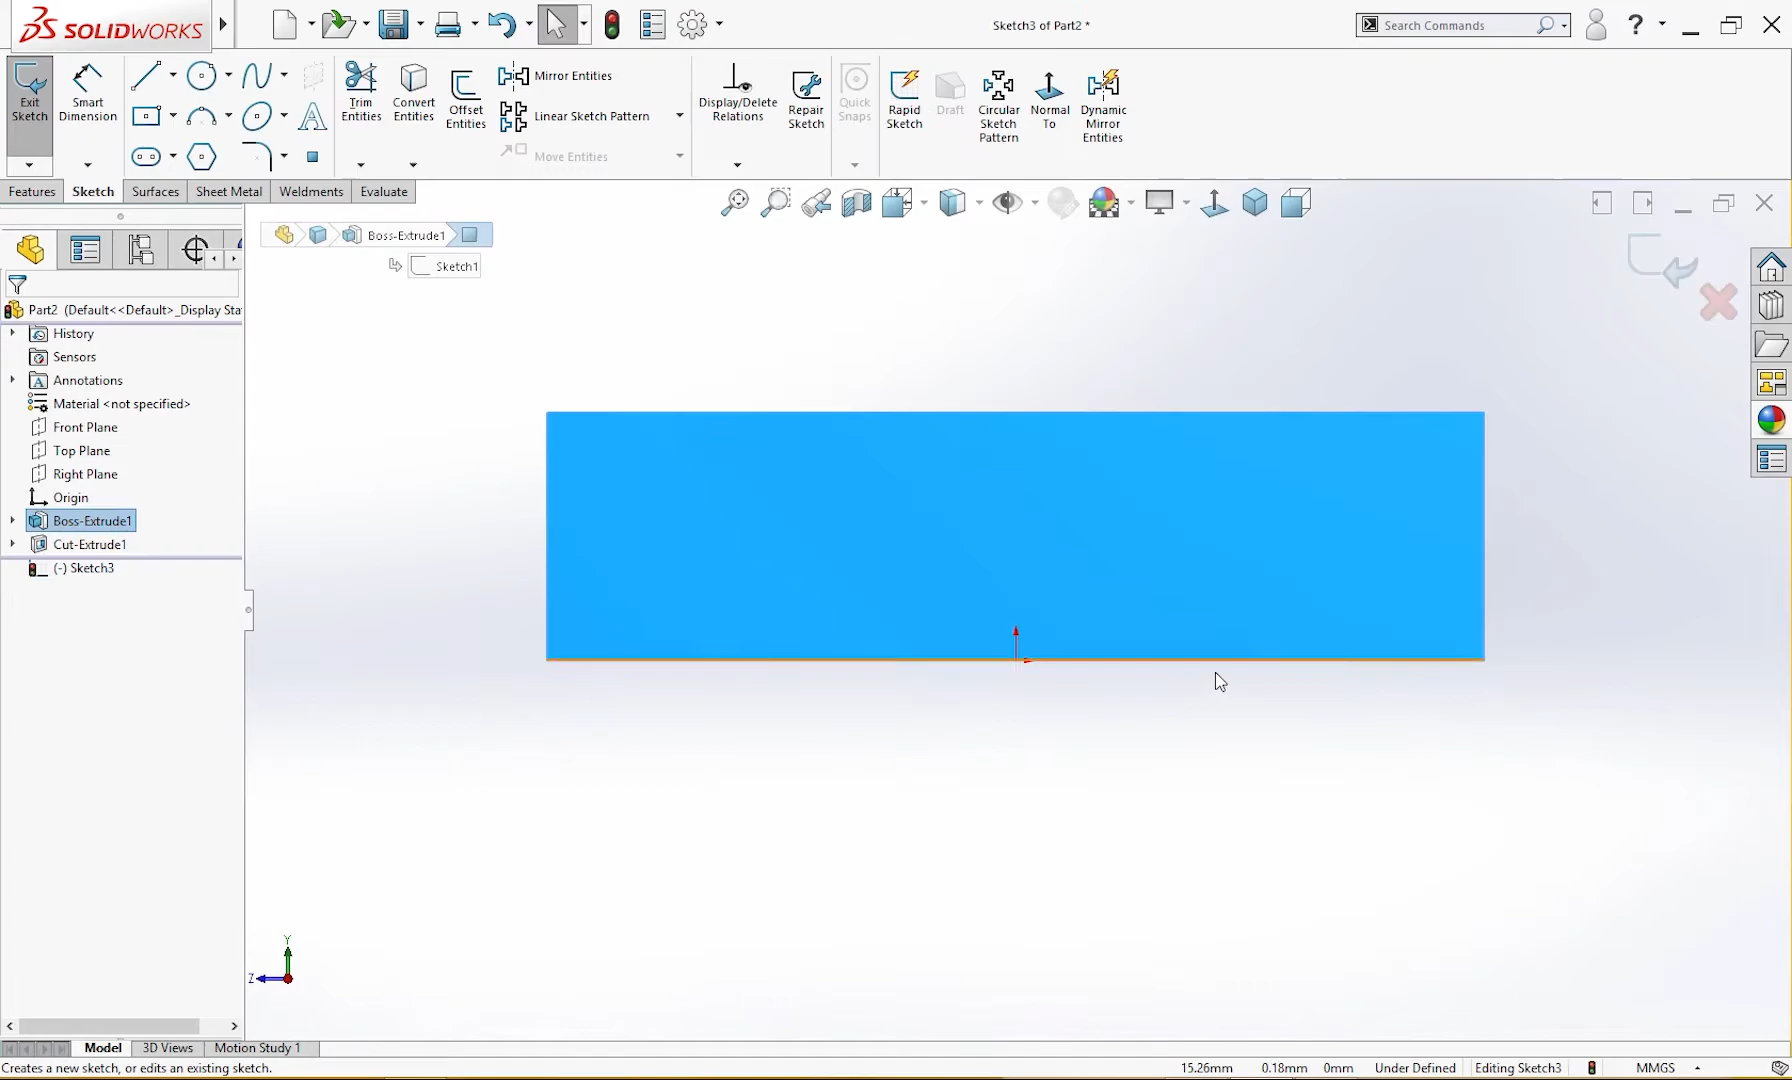 SOLIDWORKS
Sketch3 of Part2 *
Search Commands
?
Exit Sketch
Smart Dimension
Trim Entities
Convert Entities
Offset Entities
Mirror Entities
Linear Sketch Pattern
Move Entities
Display/Delete Relations
Repair Sketch
Quick Snaps
Rapid Sketch
Draft
Circular Sketch Pattern
Normal To
Dynamic Mirror Entities
Features
Sketch
Surfaces
Sheet Metal
Weldments
Evaluate
Boss-Extrude1
Sketch1
Part2 (Default<<Default>_Display Sta
History
Sensors
Annotations
Material <not specified>
Front Plane
Top Plane
Right Plane
Origin
Boss-Extrude1
Cut-Extrude1
(-) Sketch3
Y
Z
Model
3D Views
Motion Study 1
Creates a new sketch, or edits an existing sketch.
15.26mm
0.18mm
0mm
Under Defined
Editing Sketch3
MMGS